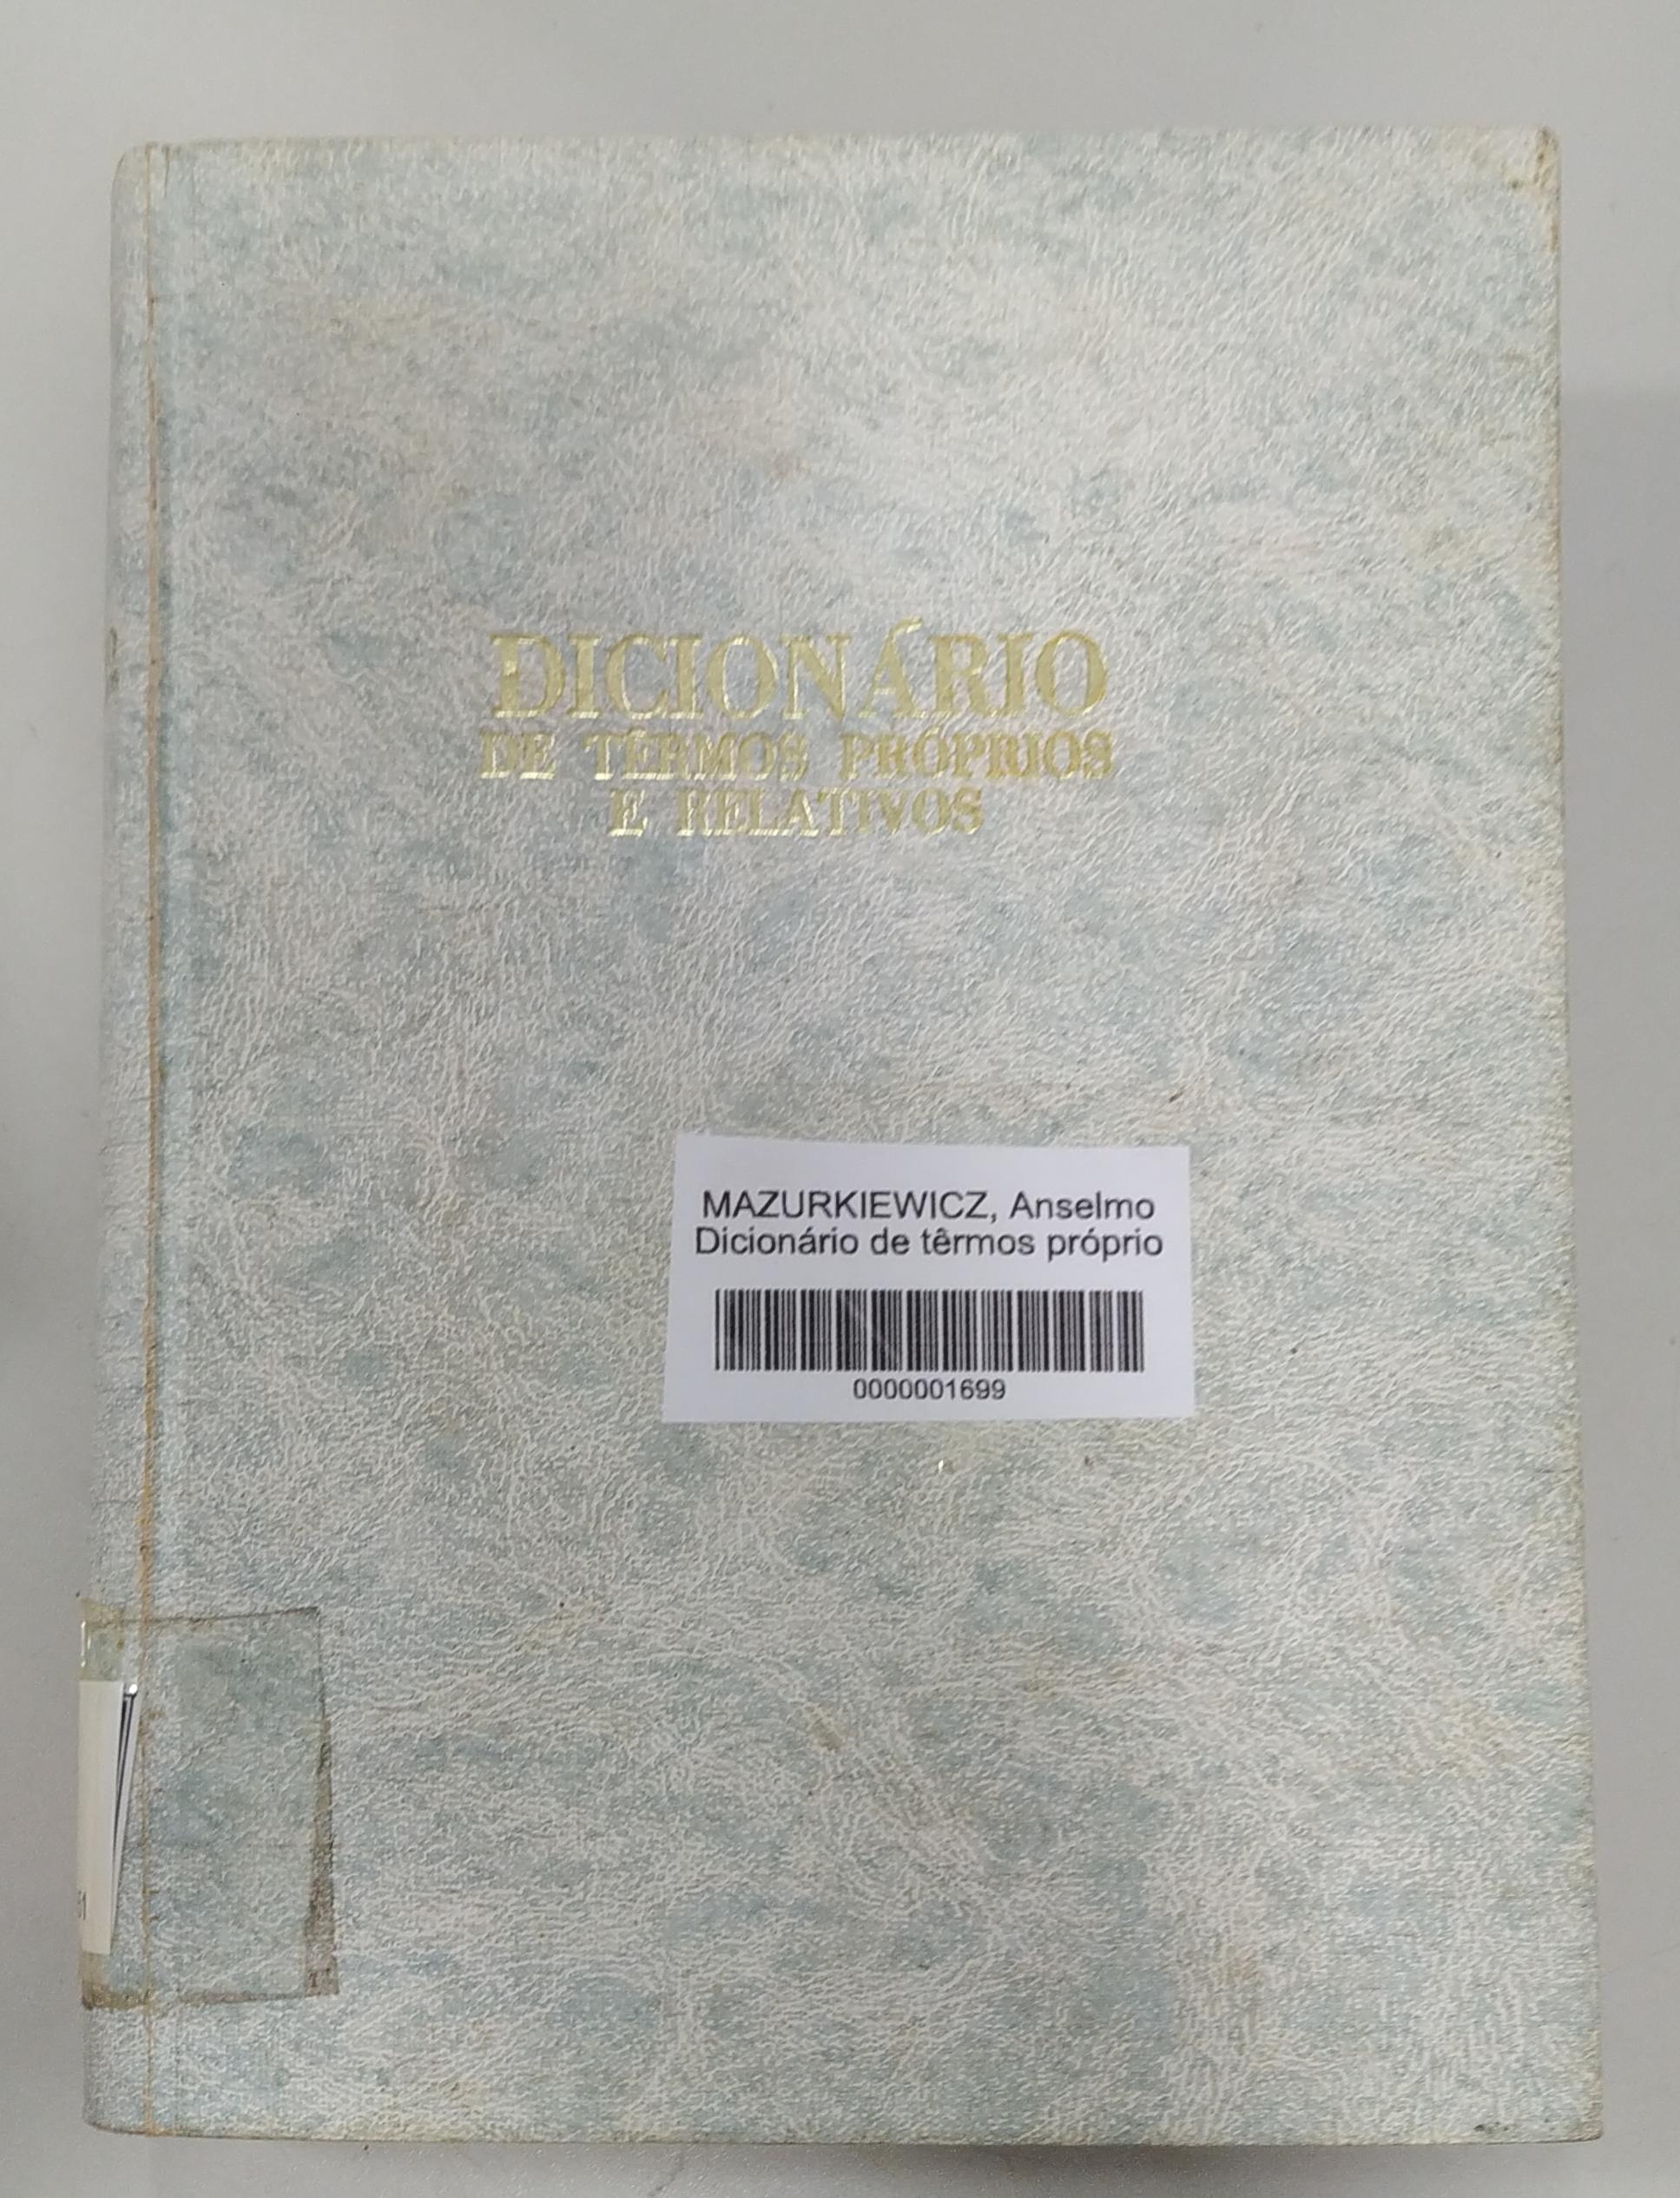 DICIONÁRIO
DE TÊRMOS PRÓPRIOS
E RELATIVOS
MAZURKIEWICZ, Anselmo
Dicionário de têrmos próprio
0000001699